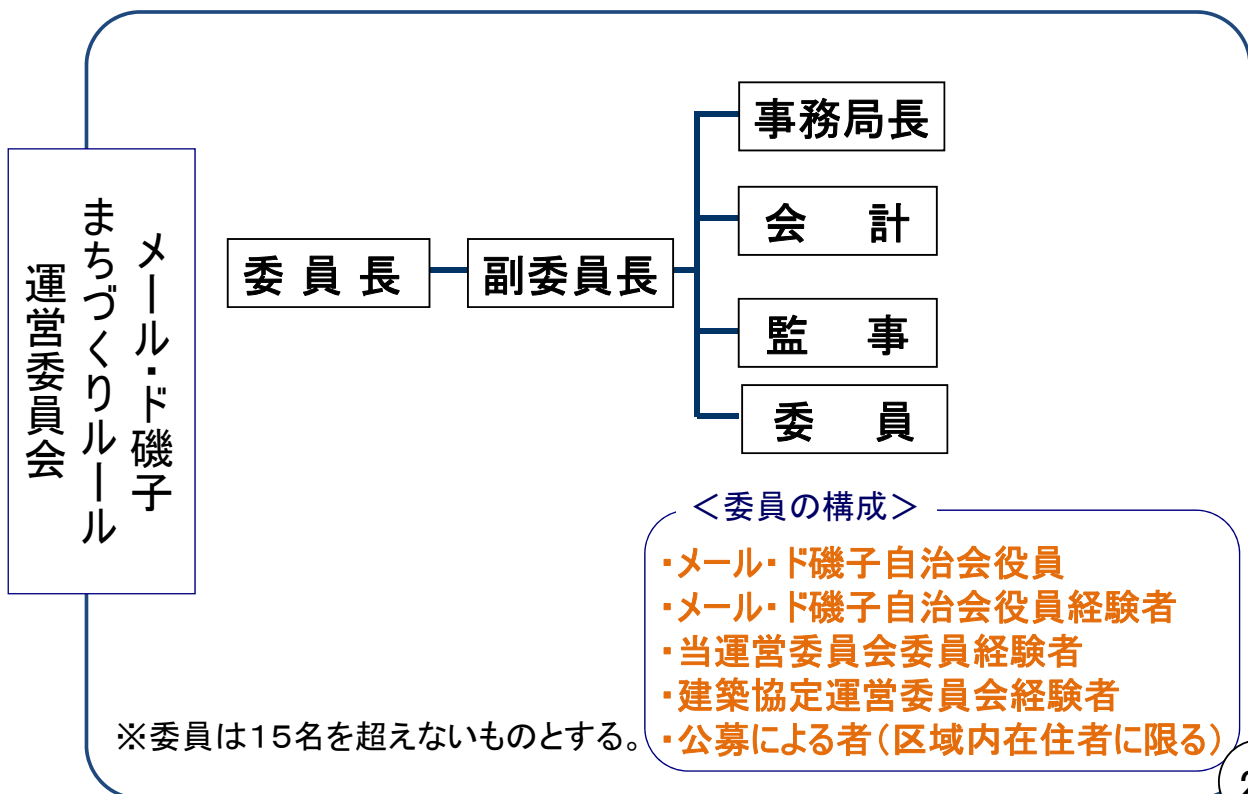 メール・ド磯子
まちづくりルール
運営委員会
委員長
副委員長
事務局長
会　計
監　事
委　員
＜委員の構成＞
・メール・ド磯子自治会役員
・メール・ド磯子自治会役員経験者
・当運営委員会委員経験者
・建築協定運営委員会経験者
・公募による者（区域内在住者に限る）
※委員は１５名を超えないものとする。